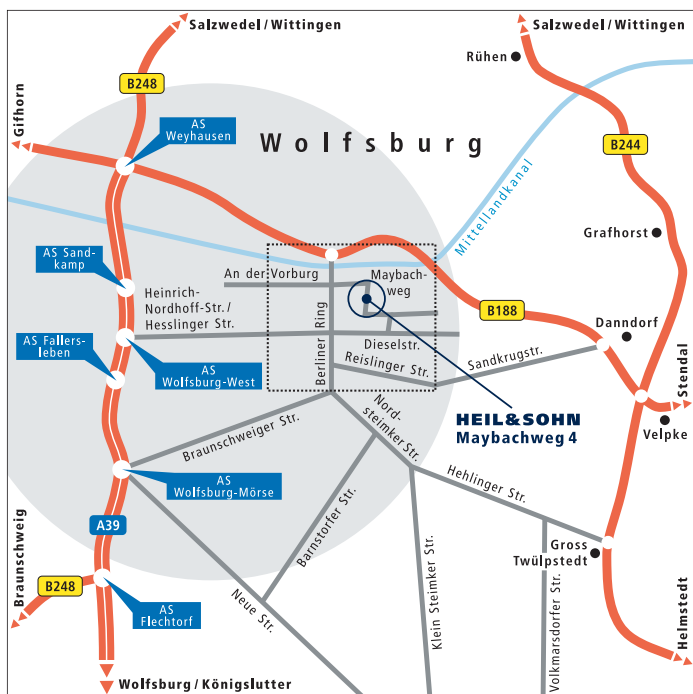 Salzwedel / Wittingen
Salzwedel / Wittingen
Rühen
B248
Gifhorn
AS
Weyhausen
Wolfsburg
B244
Mittellandkanal
Grafhorst
AS Sand-
kamp
An der Vorburg
Maybach-
weg
Heinrich-
Nordhoff-Str. /
Hesslinger Str.
B188
Berliner Ring
Danndorf
AS Fallers-
leben
Dieselstr.
AS
Wolfsburg-West
Reislinger Str.
Sandkrugstr.
Stendal
HEIL&SOHN
Maybachweg 4
Velpke
Nord-
steimker Str.
Braunschweiger Str.
AS
Wolfsburg-Mörse
Hehlinger Str.
A39
Barnstorfer Str.
Gross
Twülpstedt
Braunschweig
B248
AS
Flechtorf
Neue Str.
Klein Steimker Str.
Volkmarsdorfer Str.
Helmstedt
Wolfsburg / Königslutter